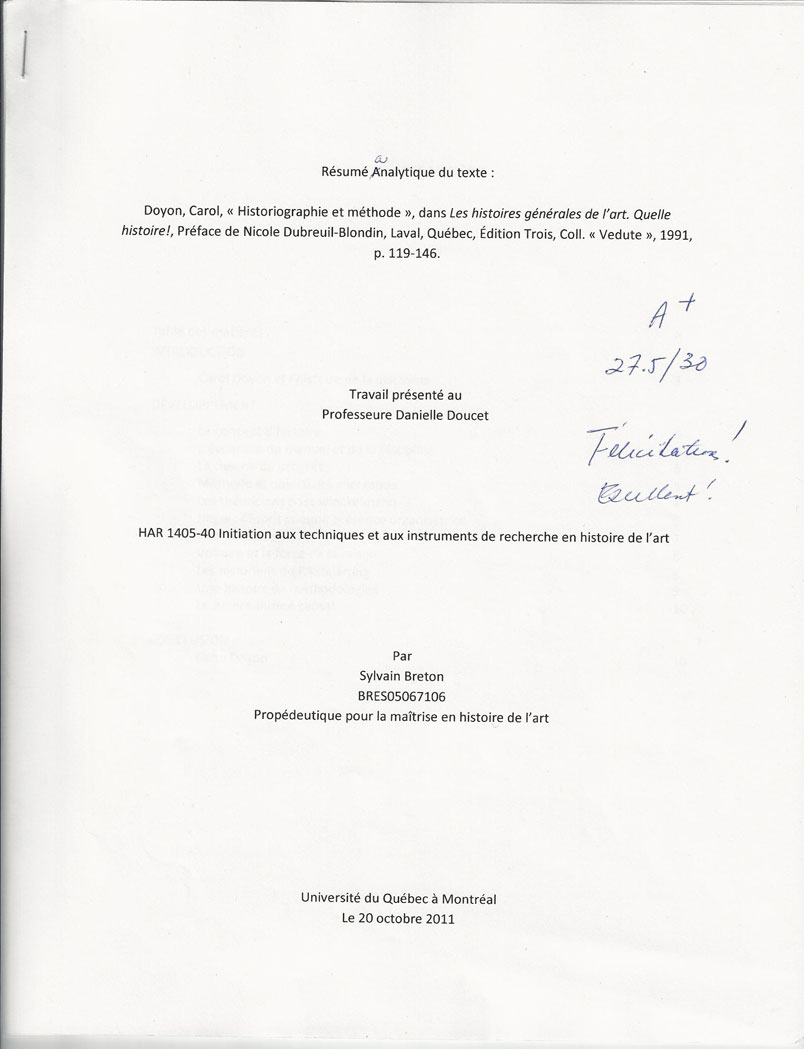 a
Résumé Analytique du texte :
Doyon, Carol, « Historiographie et méthode », dans Les histoires générales de l'art. Quelle
histoire!, Préface de Nicole Dubreuil-Blondin, Laval, Québec, Édition Trois, Coll. « Vedute », 1991,
p. 119-146.
A+
27.5/30
Travail présenté au
Professeure Danielle Doucet
Félicitations!
Excellent!
HAR 1405-40 Initiation aux techniques et aux instruments de recherche en histoire de l'art
Par
Sylvain Breton
BRES05067106
Propédeutique pour la maîtrise en histoire de l'art
Université du Québec à Montréal
Le 20 octobre 2011